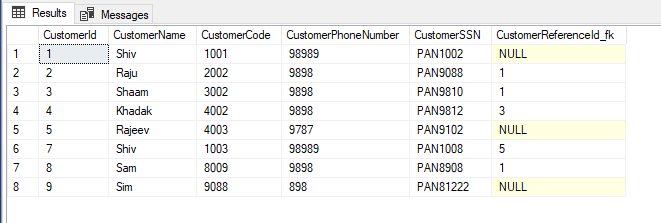 Results Messages
CustomerId CustomerName CustomerCode CustomerPhoneNumber CustomerSSN CustomerReferenceId_fk
1 1 Shiv 1001 98989 PAN1002 NULL
2 2 Raju 2002 9898 PAN9088 1
3 3 Shaam 3002 9898 PAN9810 1
4 4 Khadak 4002 9898 PAN9812 3
5 5 Rajeev 4003 9787 PAN9102 NULL
6 7 Shiv 1003 98989 PAN1008 5
7 8 Sam 8009 9898 PAN8908 1
8 9 Sim 9088 898 PAN81222 NULL